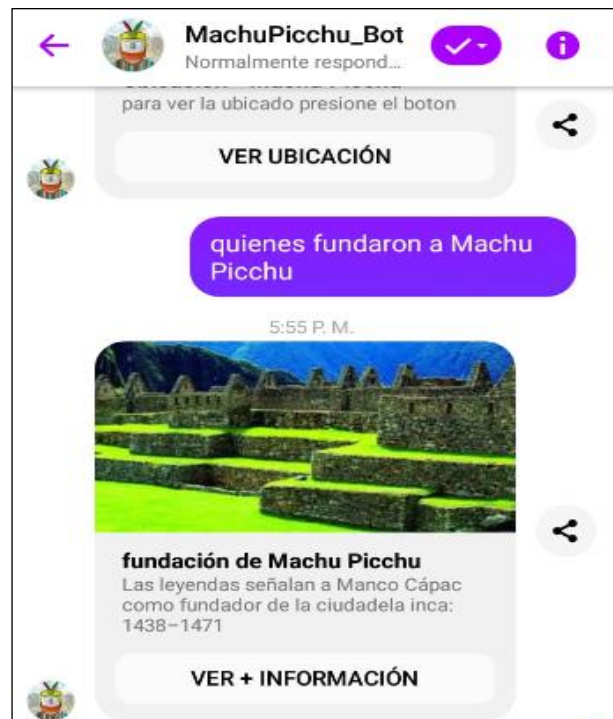 MachuPicchu_Bot
Normalmente respond...
para ver la ubicado presione el boton
VER UBICACIÓN
quienes fundaron a Machu
Picchu
5:55 P. M.
fundación de Machu Picchu
Las leyendas señalan a Manco Cápac
como fundador de la ciudadela inca:
1438–1471
VER + INFORMACIÓN